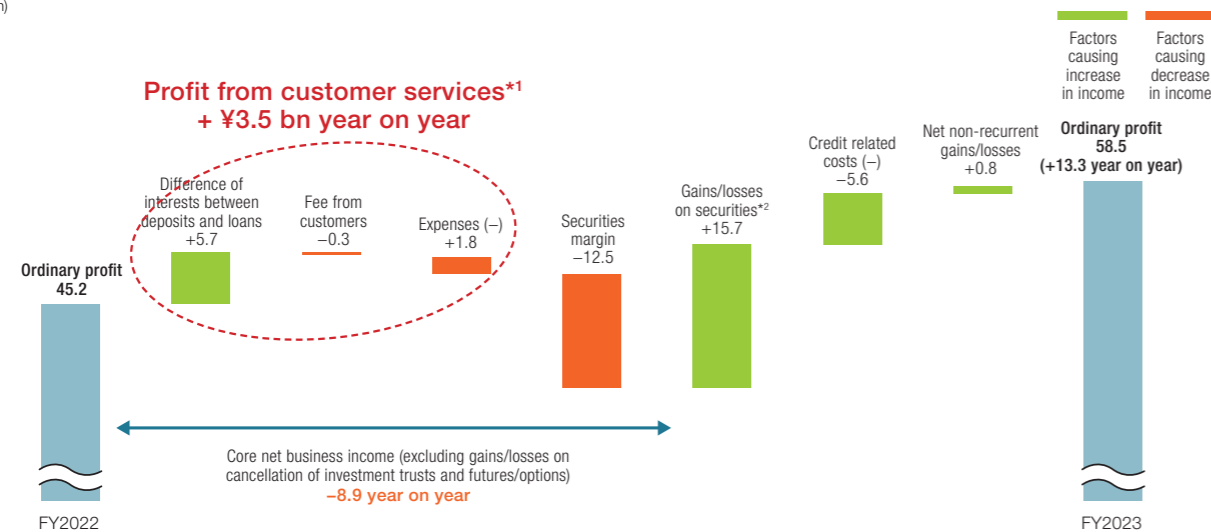 n)
Factors
causing
increase
in income
Factors
causing
decrease
in income
Profit from customer services*1
+ ¥3.5 bn year on year
Ordinary profit
45.2
Difference of
interests between
deposits and loans
+5.7
Fee from
customers
−0.3
Expenses (–)
+1.8
Securities
margin
−12.5
Gains/losses
on securities*2
+15.7
Credit related
costs (–)
−5.6
Net non-recurrent
gains/losses
+0.8
Ordinary profit
58.5
(+13.3 year on year)
Core net business income (excluding gains/losses on
cancellation of investment trusts and futures/options)
−8.9 year on year
FY2022
FY2023